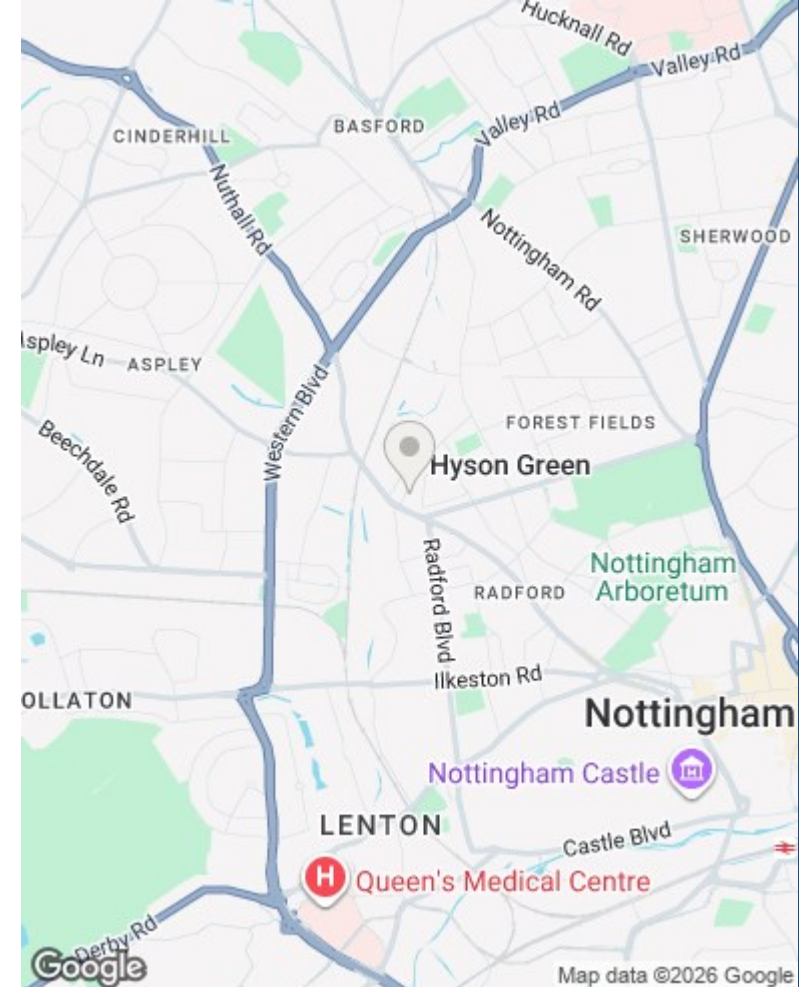 Hucknall Rd
Valley Rd
BASFORD
CINDERHILL
Valley Rd
Nuthall Rd
Nottingham Rd
SHERWOOD
Aspley Ln
ASPLEY
Western Blvd
FOREST FIELDS
Beechdale Rd
Hyson Green
Radford Blvd
Nottingham
Arboretum
RADFORD
Ilkeston Rd
OLLATON
Nottingham
Nottingham Castle
LENTON
Castle Blvd
H
Queen's Medical Centre
Derby Rd
Google
Map data ©2026 Google